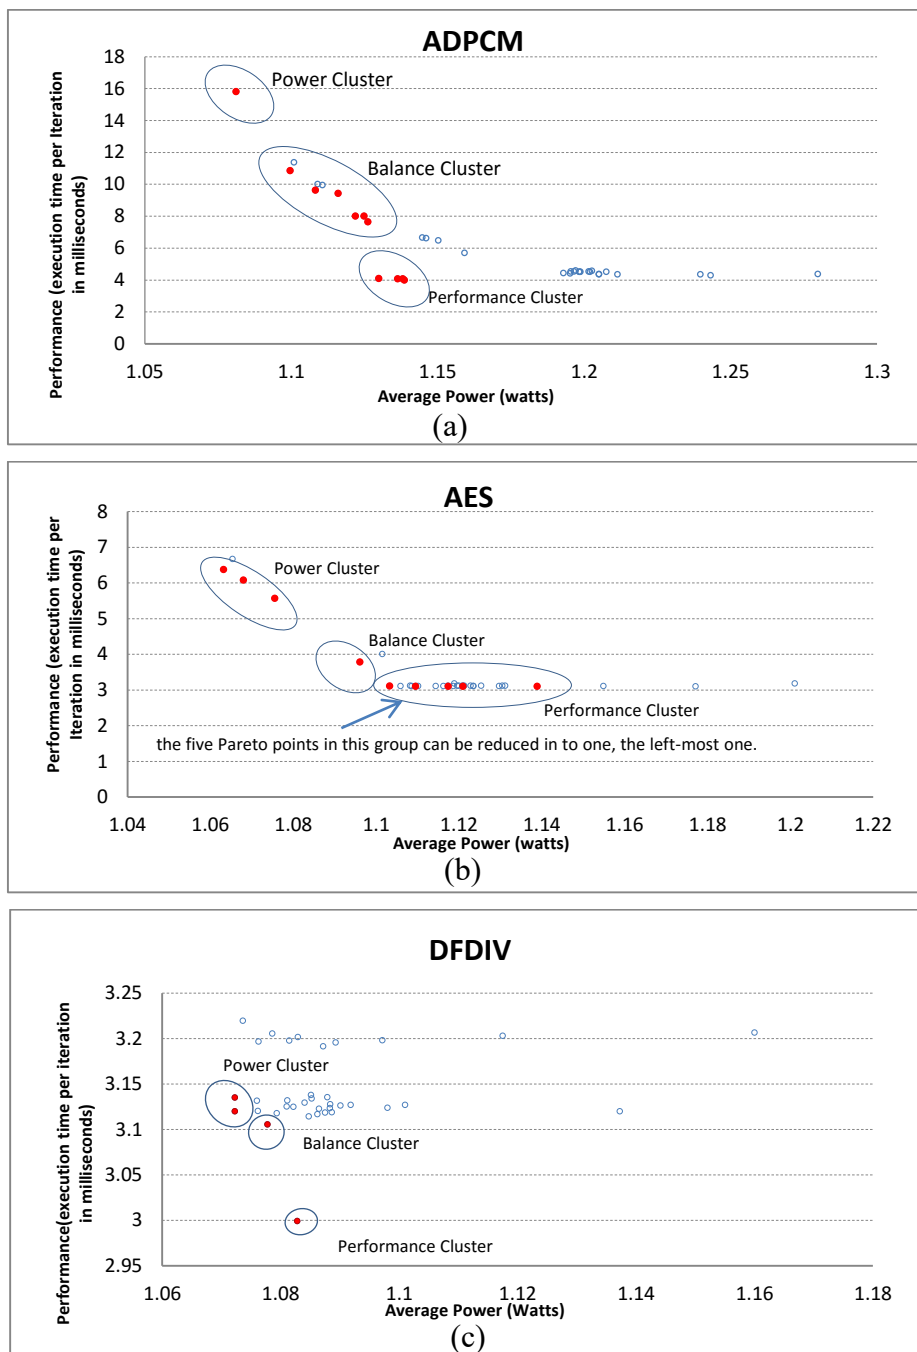 ADPCM
Performance (execution time per Iteration
in milliseconds)
18
16
14
12
10
8
6
4
2
0
Power Cluster
Balance Cluster
Performance Cluster
1.05 1.1 1.15 1.2 1.25 1.3
Average Power (watts)
(a)
AES
Performance (execution time per
Iteration in milliseconds)
8
7
6
5
4
3
2
1
0
Power Cluster
Balance Cluster
Performance Cluster
the five Pareto points in this group can be reduced in to one, the left-most one.
1.04 1.06 1.08 1.1 1.12 1.14 1.16 1.18 1.2 1.22
Average Power (watts)
(b)
DFDIV
Performance(execution time per iteration
in milliseconds)
3.25
3.2
3.15
3.1
3.05
3
2.95
Power Cluster
Balance Cluster
Performance Cluster
1.06 1.08 1.1 1.12 1.14 1.16 1.18
Average Power (Watts)
(c)